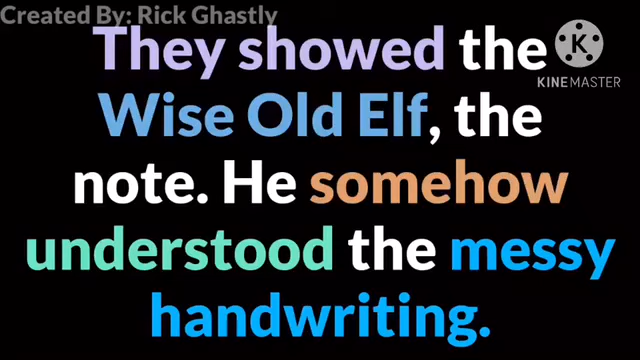 Created By: Rick Ghastly
They showed the
KINEMASTER
Wise Old Elf, the
note. He somehow
understood the messy
handwriting.